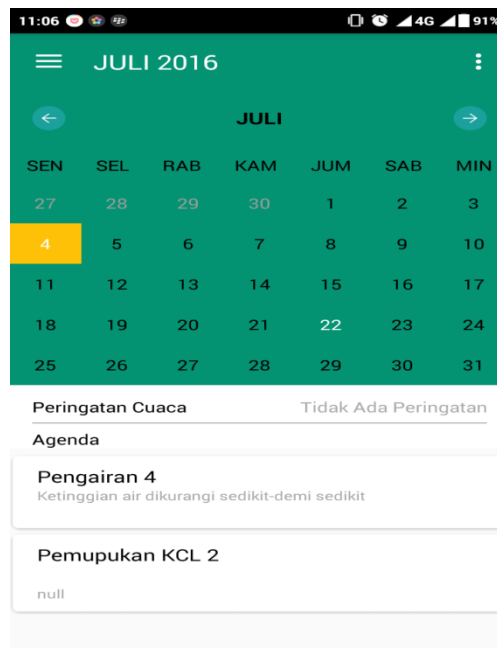 11:06 4G 91%
JULI 2016
JULI
SEN SEL RAB KAM JUM SAB MIN
27 28 29 30 1 2 3
4 5 6 7 8 9 10
11 12 13 14 15 16 17
18 19 20 21 22 23 24
25 26 27 28 29 30 31
Peringatan Cuaca Tidak Ada Peringatan
Agenda
Pengairan 4
Ketinggian air dikurangi sedikit-demi sedikit
Pemupukan KCL 2
null